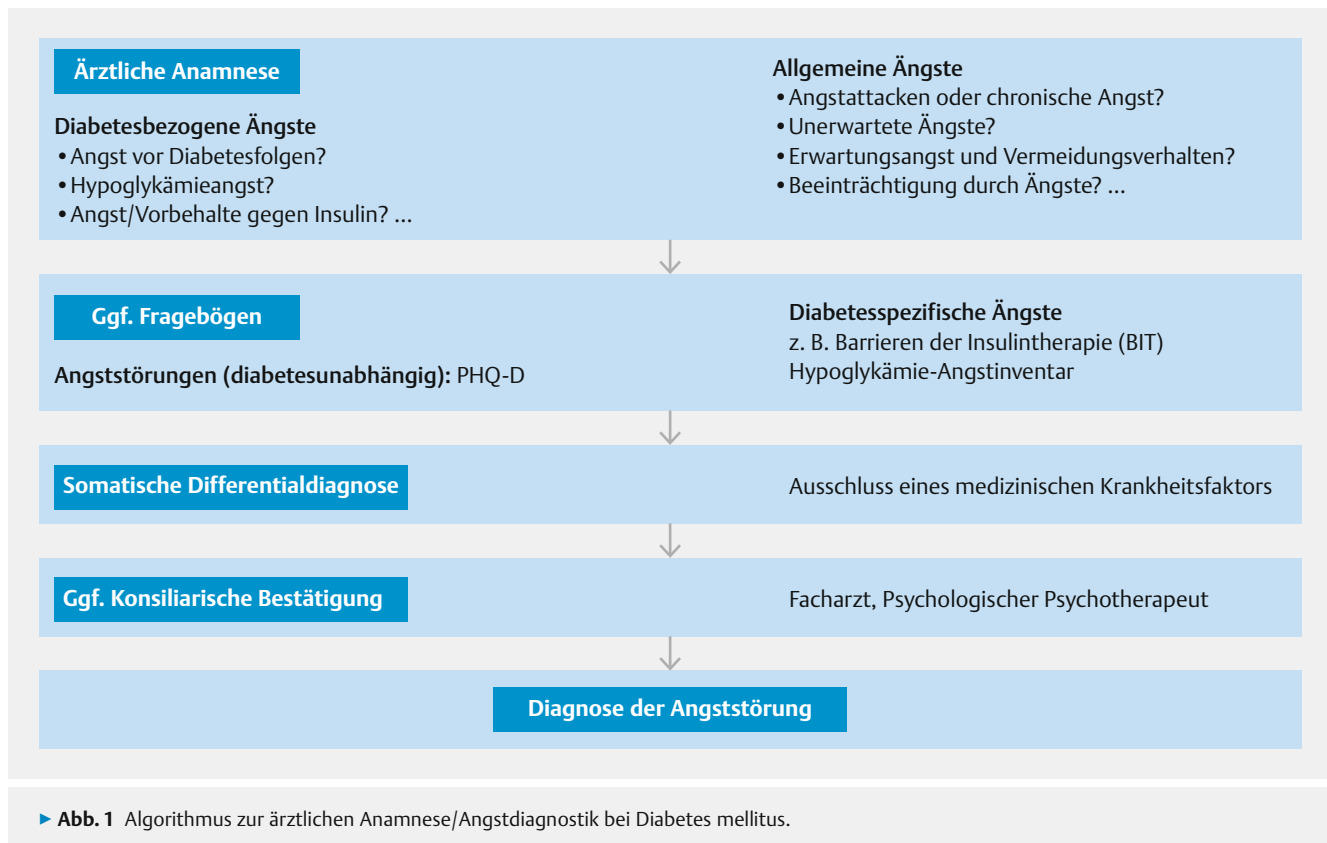 Ärztliche Anamnese
Diabetesbezogene Ängste
• Angst vor Diabetesfolgen?
• Hypoglykämieangst?
• Angst/Vorbehalte gegen Insulin? ...
Allgemeine Ängste
• Angstattacken oder chronische Angst?
• Unerwartete Ängste?
• Erwartungsangst und Vermeidungsverhalten?
• Beeinträchtigung durch Ängste? ...
Ggf. Fragebögen
Angststörungen (diabetesunabhängig): PHQ-D
Diabetesspezifische Ängste
z. B. Barrieren der Insulintherapie (BIT)
Hypoglykämie-Angstinventar
Somatische Differentialdiagnose
Ausschluss eines medizinischen Krankheitsfaktors
Ggf. Konsiliarische Bestätigung
Facharzt, Psychologischer Psychotherapeut
Diagnose der Angststörung
▶ Abb. 1 Algorithmus zur ärztlichen Anamnese/Angstdiagnostik bei Diabetes mellitus.